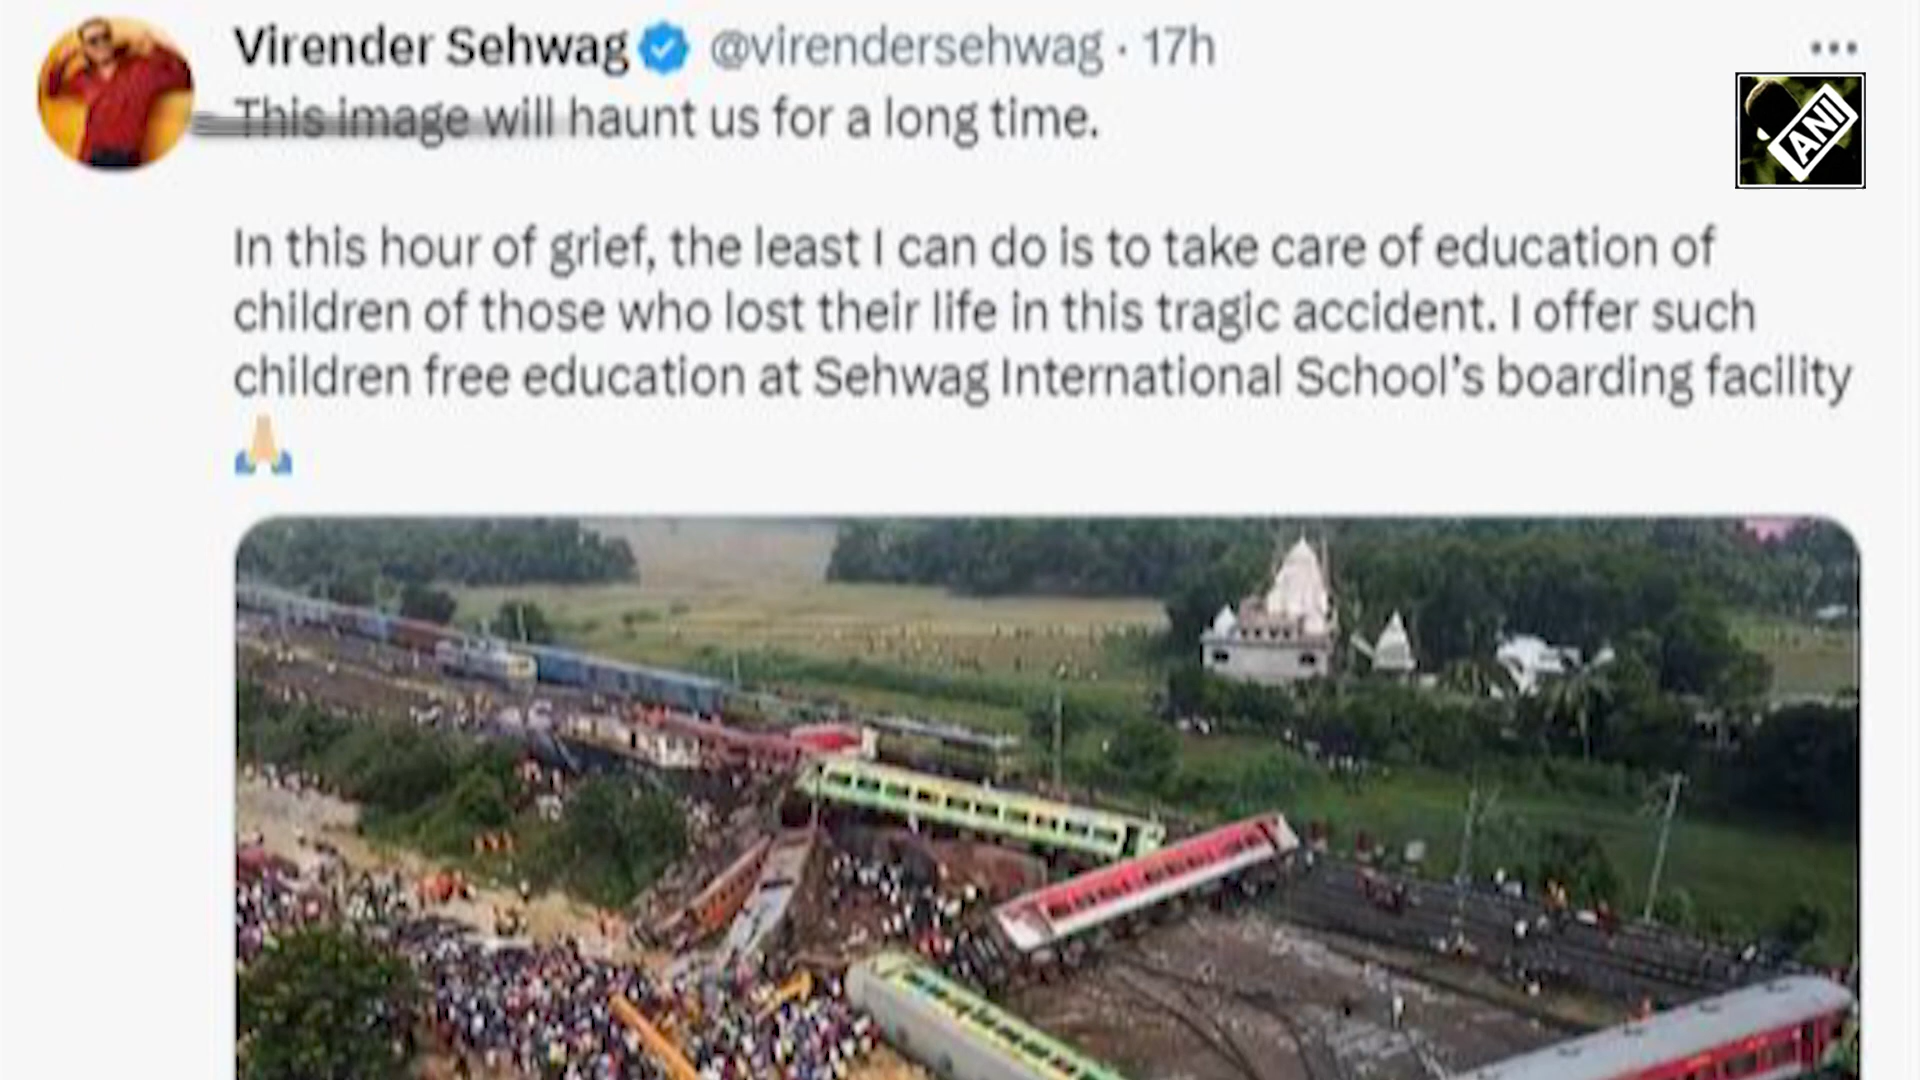 Virender Sehwag @virendersehwag · 17h
This image will haunt us for a long time.
In this hour of grief, the least I can do is to take care of education of
children of those who lost their life in this tragic accident. I offer such
children free education at Sehwag International School’s boarding facility
🙏🏼
ANI